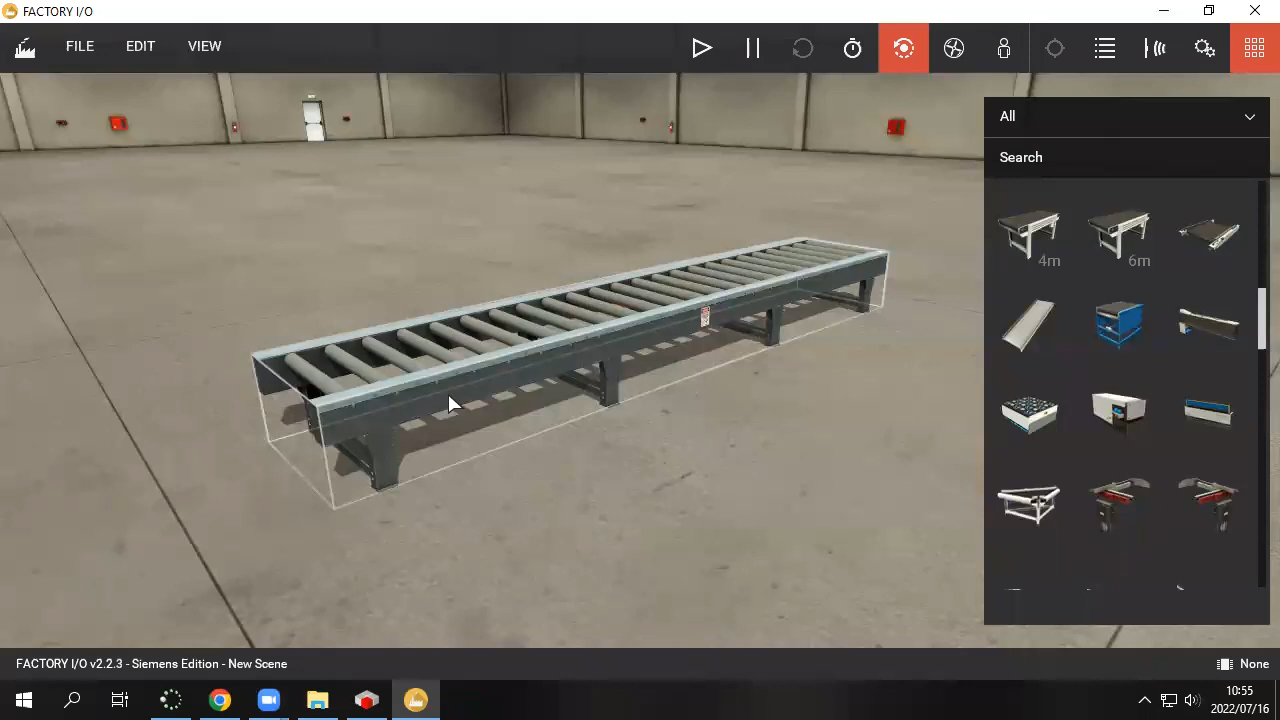 FACTORY I/O
FILE EDIT VIEW
All
Search
4m 6m
FACTORY I/O v2.2.3 - Siemens Edition - New Scene
None
10:55
2022/07/16